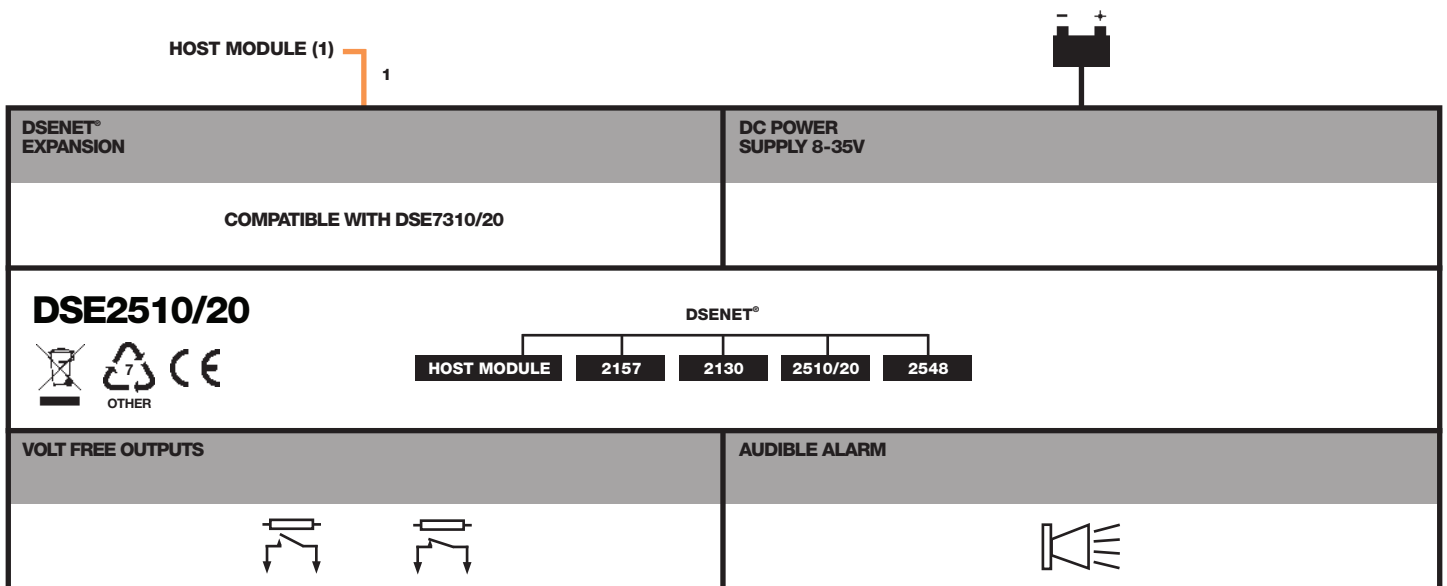 HOST MODULE (1)
1
- +
DSENET®
EXPANSION
DC POWER
SUPPLY 8-35V
COMPATIBLE WITH DSE7310/20
DSE2510/20
7
OTHER
CE
DSENET®
HOST MODULE
2157
2130
2510/20
2548
VOLT FREE OUTPUTS
AUDIBLE ALARM